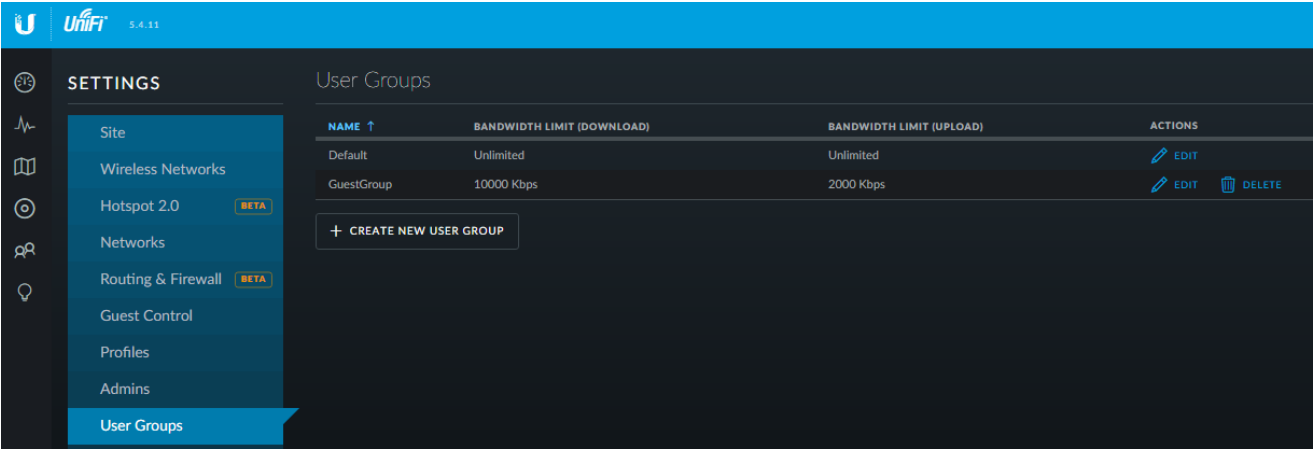 UniFi 5.4.11
SETTINGS
Site
Wireless Networks
Hotspot 2.0 BETA
Networks
Routing & Firewall BETA
Guest Control
Profiles
Admins
User Groups
User Groups
NAME ↑ BANDWIDTH LIMIT (DOWNLOAD) BANDWIDTH LIMIT (UPLOAD) ACTIONS
Default Unlimited Unlimited EDIT
GuestGroup 10000 Kbps 2000 Kbps EDIT DELETE
+ CREATE NEW USER GROUP